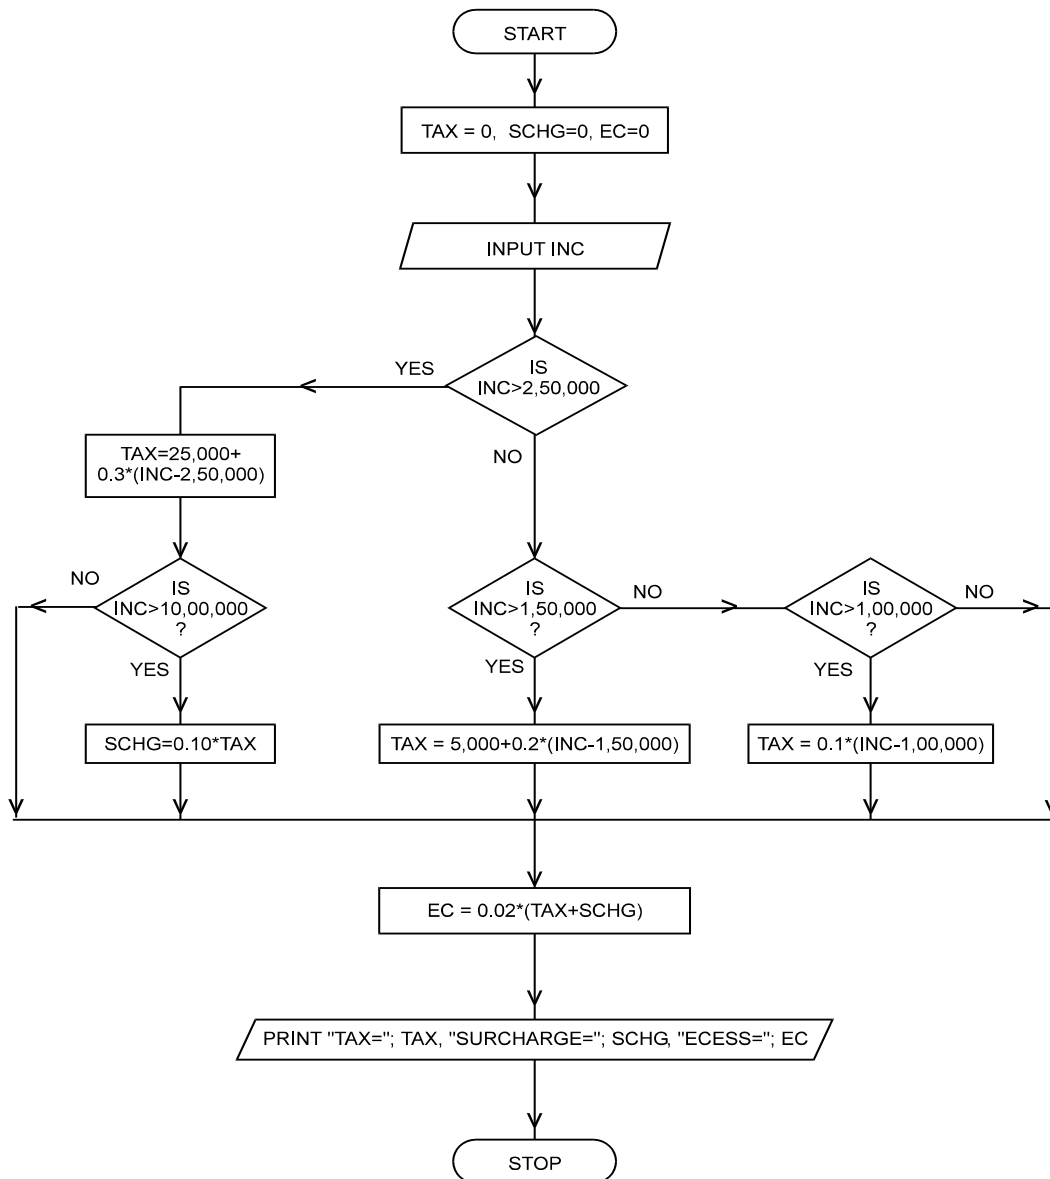 START
TAX = 0, SCHG=0, EC=0
INPUT INC
IS
INC>2,50,000
YES
NO
TAX=25,000+
0.3*(INC-2,50,000)
IS
INC>10,00,000
?
NO
YES
SCHG=0.10*TAX
IS
INC>1,50,000
?
NO
YES
TAX = 5,000+0.2*(INC-1,50,000)
IS
INC>1,00,000
?
NO
YES
TAX = 0.1*(INC-1,00,000)
EC = 0.02*(TAX+SCHG)
PRINT "TAX="; TAX, "SURCHARGE="; SCHG, "ECESS="; EC
STOP